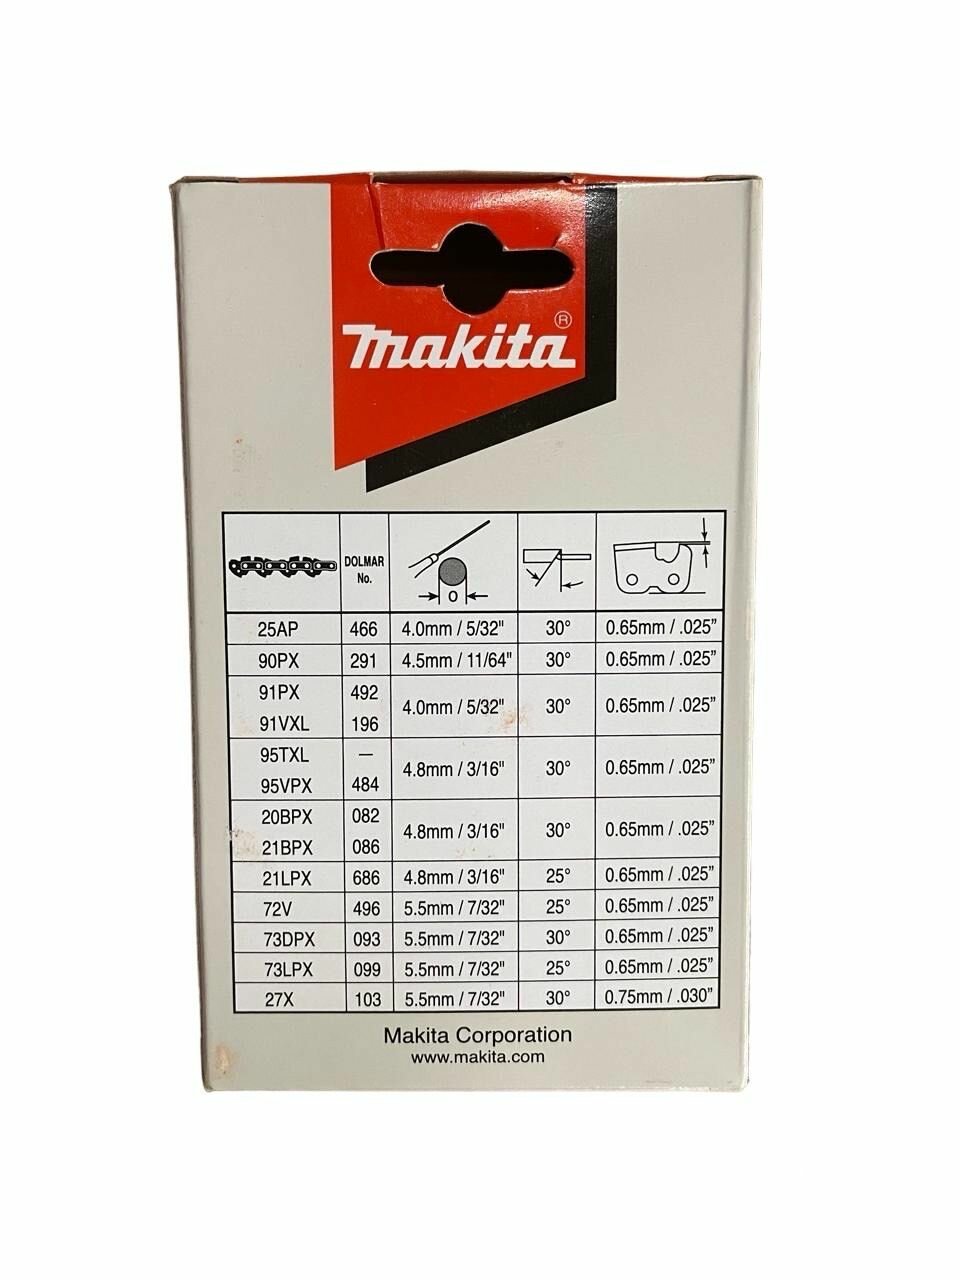 makita®
DOLMAR
No.
O
25AP 466 4.0mm / 5/32" 30° 0.65mm / .025”
90PX 291 4.5mm / 11/64" 30° 0.65mm / .025”
91PX 492
4.0mm / 5/32" 30° 0.65mm / .025”
91VXL 196
95TXL —
4.8mm / 3/16" 30° 0.65mm / .025”
95VPX 484
20BPX 082
4.8mm / 3/16" 30° 0.65mm / .025”
21BPX 086
21LPX 686 4.8mm / 3/16" 25° 0.65mm / .025”
72V 496 5.5mm / 7/32" 25° 0.65mm / .025”
73DPX 093 5.5mm / 7/32" 30° 0.65mm / .025”
73LPX 099 5.5mm / 7/32" 25° 0.65mm / .025”
27X 103 5.5mm / 7/32" 30° 0.75mm / .030”
Makita Corporation
www.makita.com